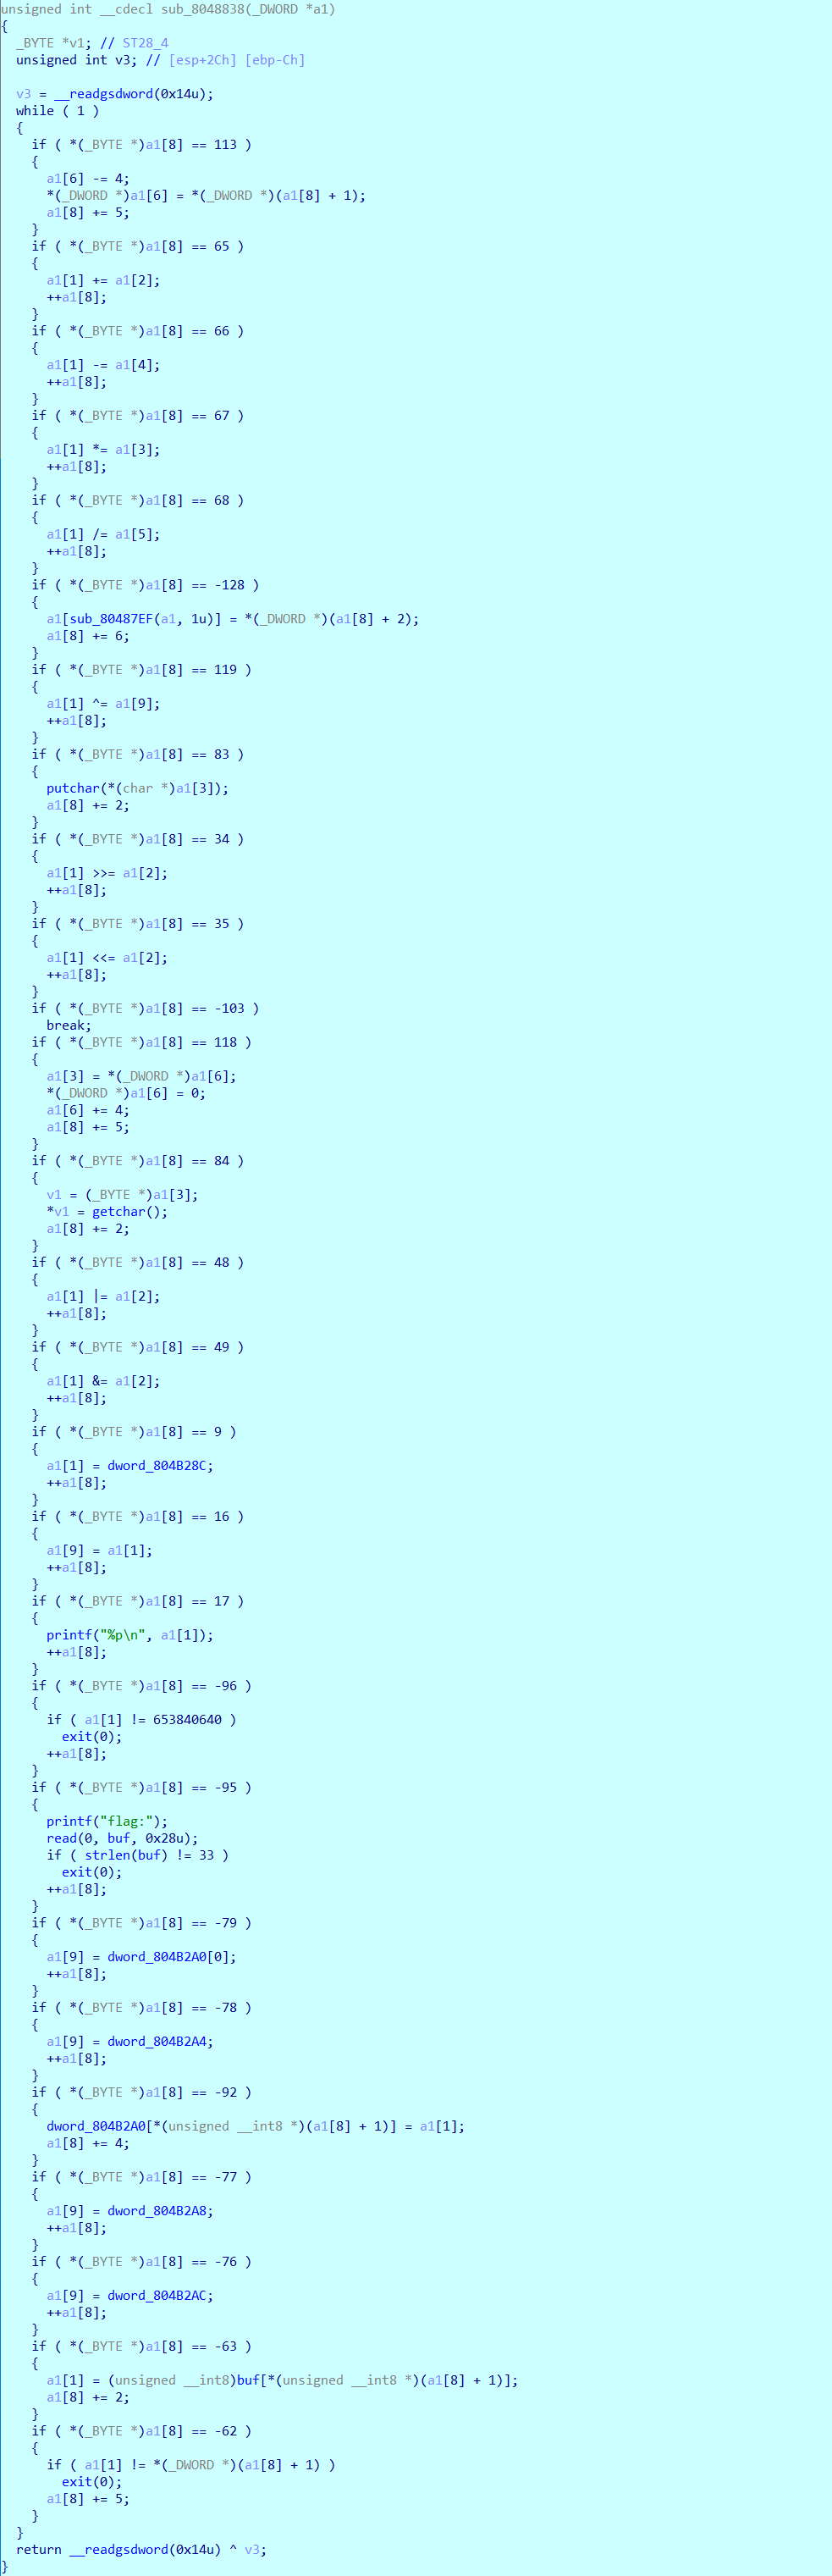 unsigned int __cdecl sub_8048838(_DWORD *a1)
{
  _BYTE *v1; // ST28_4
  unsigned int v3; // [esp+2Ch] [ebp-Ch]

  v3 = __readgsdword(0x14u);
  while ( 1 )
  {
    if ( *(_BYTE *)a1[8] == 113 )
    {
      a1[6] -= 4;
      *(_DWORD *)a1[6] = *(_DWORD *)(a1[8] + 1);
      a1[8] += 5;
    }
    if ( *(_BYTE *)a1[8] == 65 )
    {
      a1[1] += a1[2];
      ++a1[8];
    }
    if ( *(_BYTE *)a1[8] == 66 )
    {
      a1[1] -= a1[4];
      ++a1[8];
    }
    if ( *(_BYTE *)a1[8] == 67 )
    {
      a1[1] *= a1[3];
      ++a1[8];
    }
    if ( *(_BYTE *)a1[8] == 68 )
    {
      a1[1] /= a1[5];
      ++a1[8];
    }
    if ( *(_BYTE *)a1[8] == -128 )
    {
      a1[sub_80487EF(a1, 1u)] = *(_DWORD *)(a1[8] + 2);
      a1[8] += 6;
    }
    if ( *(_BYTE *)a1[8] == 119 )
    {
      a1[1] ^= a1[9];
      ++a1[8];
    }
    if ( *(_BYTE *)a1[8] == 83 )
    {
      putchar(*(char *)a1[3]);
      a1[8] += 2;
    }
    if ( *(_BYTE *)a1[8] == 34 )
    {
      a1[1] >>= a1[2];
      ++a1[8];
    }
    if ( *(_BYTE *)a1[8] == 35 )
    {
      a1[1] <<= a1[2];
      ++a1[8];
    }
    if ( *(_BYTE *)a1[8] == -103 )
      break;
    if ( *(_BYTE *)a1[8] == 118 )
    {
      a1[3] = *(_DWORD *)a1[6];
      *(_DWORD *)a1[6] = 0;
      a1[6] += 4;
      a1[8] += 5;
    }
    if ( *(_BYTE *)a1[8] == 84 )
    {
      v1 = (_BYTE *)a1[3];
      *v1 = getchar();
      a1[8] += 2;
    }
    if ( *(_BYTE *)a1[8] == 48 )
    {
      a1[1] |= a1[2];
      ++a1[8];
    }
    if ( *(_BYTE *)a1[8] == 49 )
    {
      a1[1] &= a1[2];
      ++a1[8];
    }
    if ( *(_BYTE *)a1[8] == 9 )
    {
      a1[1] = dword_804B28C;
      ++a1[8];
    }
    if ( *(_BYTE *)a1[8] == 16 )
    {
      a1[9] = a1[1];
      ++a1[8];
    }
    if ( *(_BYTE *)a1[8] == 17 )
    {
      printf("%p\n", a1[1]);
      ++a1[8];
    }
    if ( *(_BYTE *)a1[8] == -96 )
    {
      if ( a1[1] != 653840640 )
        exit(0);
      ++a1[8];
    }
    if ( *(_BYTE *)a1[8] == -95 )
    {
      printf("flag:");
      read(0, buf, 0x28u);
      if ( strlen(buf) != 33 )
        exit(0);
      ++a1[8];
    }
    if ( *(_BYTE *)a1[8] == -79 )
    {
      a1[9] = dword_804B2A0[0];
      ++a1[8];
    }
    if ( *(_BYTE *)a1[8] == -78 )
    {
      a1[9] = dword_804B2A4;
      ++a1[8];
    }
    if ( *(_BYTE *)a1[8] == -92 )
    {
      dword_804B2A0[*(unsigned __int8 *)(a1[8] + 1)] = a1[1];
      a1[8] += 4;
    }
    if ( *(_BYTE *)a1[8] == -77 )
    {
      a1[9] = dword_804B2A8;
      ++a1[8];
    }
    if ( *(_BYTE *)a1[8] == -76 )
    {
      a1[9] = dword_804B2AC;
      ++a1[8];
    }
    if ( *(_BYTE *)a1[8] == -63 )
    {
      a1[1] = (unsigned __int8)buf[*(unsigned __int8 *)(a1[8] + 1)];
      a1[8] += 2;
    }
    if ( *(_BYTE *)a1[8] == -62 )
    {
      if ( a1[1] != *(_DWORD *)(a1[8] + 1) )
        exit(0);
      a1[8] += 5;
    }
  }
  return __readgsdword(0x14u) ^ v3;
}